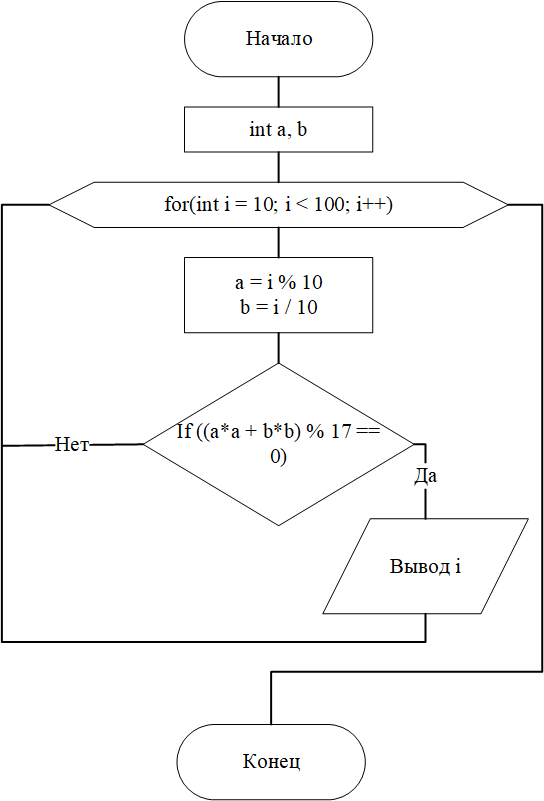 Начало
int a, b
for(int i = 10; i < 100; i++)
a = i % 10
b = i / 10
If ((a*a + b*b) % 17 ==
0)
Нет
Да
Вывод i
Конец